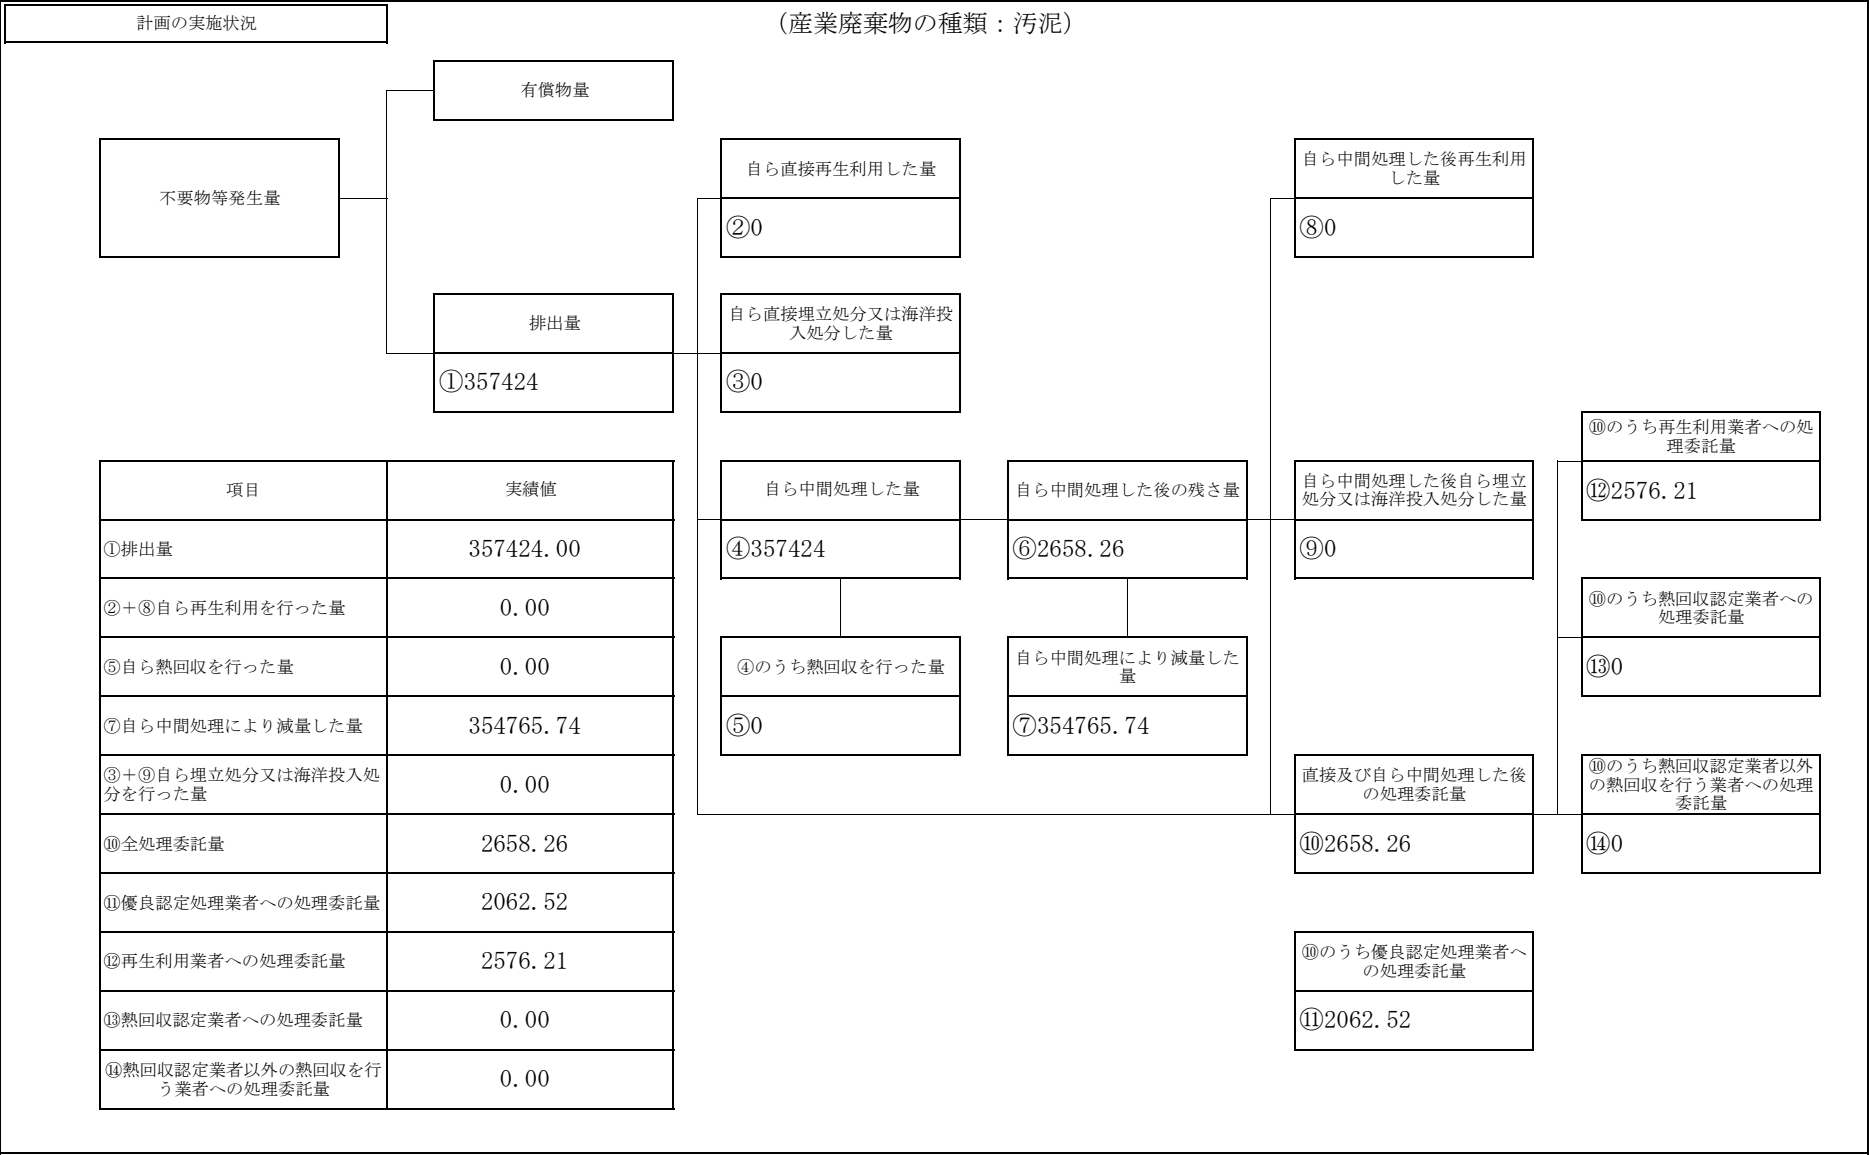 計画の実施状況
（産業廃棄物の種類：汚泥）
有償物量
不要物等発生量
自ら直接再生利用した量
②0
自ら中間処理した後再生利用
した量
⑧0
排出量
①357424
自ら直接埋立処分又は海洋投
入処分した量
③0
自ら中間処理した量
④357424
自ら中間処理した後の残さ量
⑥2658.26
自ら中間処理した後自ら埋立
処分又は海洋投入処分した量
⑨0
⑩のうち再生利用業者への処
理委託量
⑫2576.21
④のうち熱回収を行った量
⑤0
自ら中間処理により減量した
量
⑦354765.74
⑩のうち熱回収認定業者への
処理委託量
⑬0
直接及び自ら中間処理した後
の処理委託量
⑩2658.26
⑩のうち熱回収認定業者以外
の熱回収を行う業者への処理
委託量
⑭0
⑩のうち優良認定処理業者へ
の処理委託量
⑪2062.52
項目 実績値
①排出量 357424.00
②＋⑧自ら再生利用を行った量 0.00
⑤自ら熱回収を行った量 0.00
⑦自ら中間処理により減量した量 354765.74
③＋⑨自ら埋立処分又は海洋投入処
分を行った量 0.00
⑩全処理委託量 2658.26
⑪優良認定処理業者への処理委託量 2062.52
⑫再生利用業者への処理委託量 2576.21
⑬熱回収認定業者への処理委託量 0.00
⑭熱回収認定業者以外の熱回収を行
う業者への処理委託量 0.00